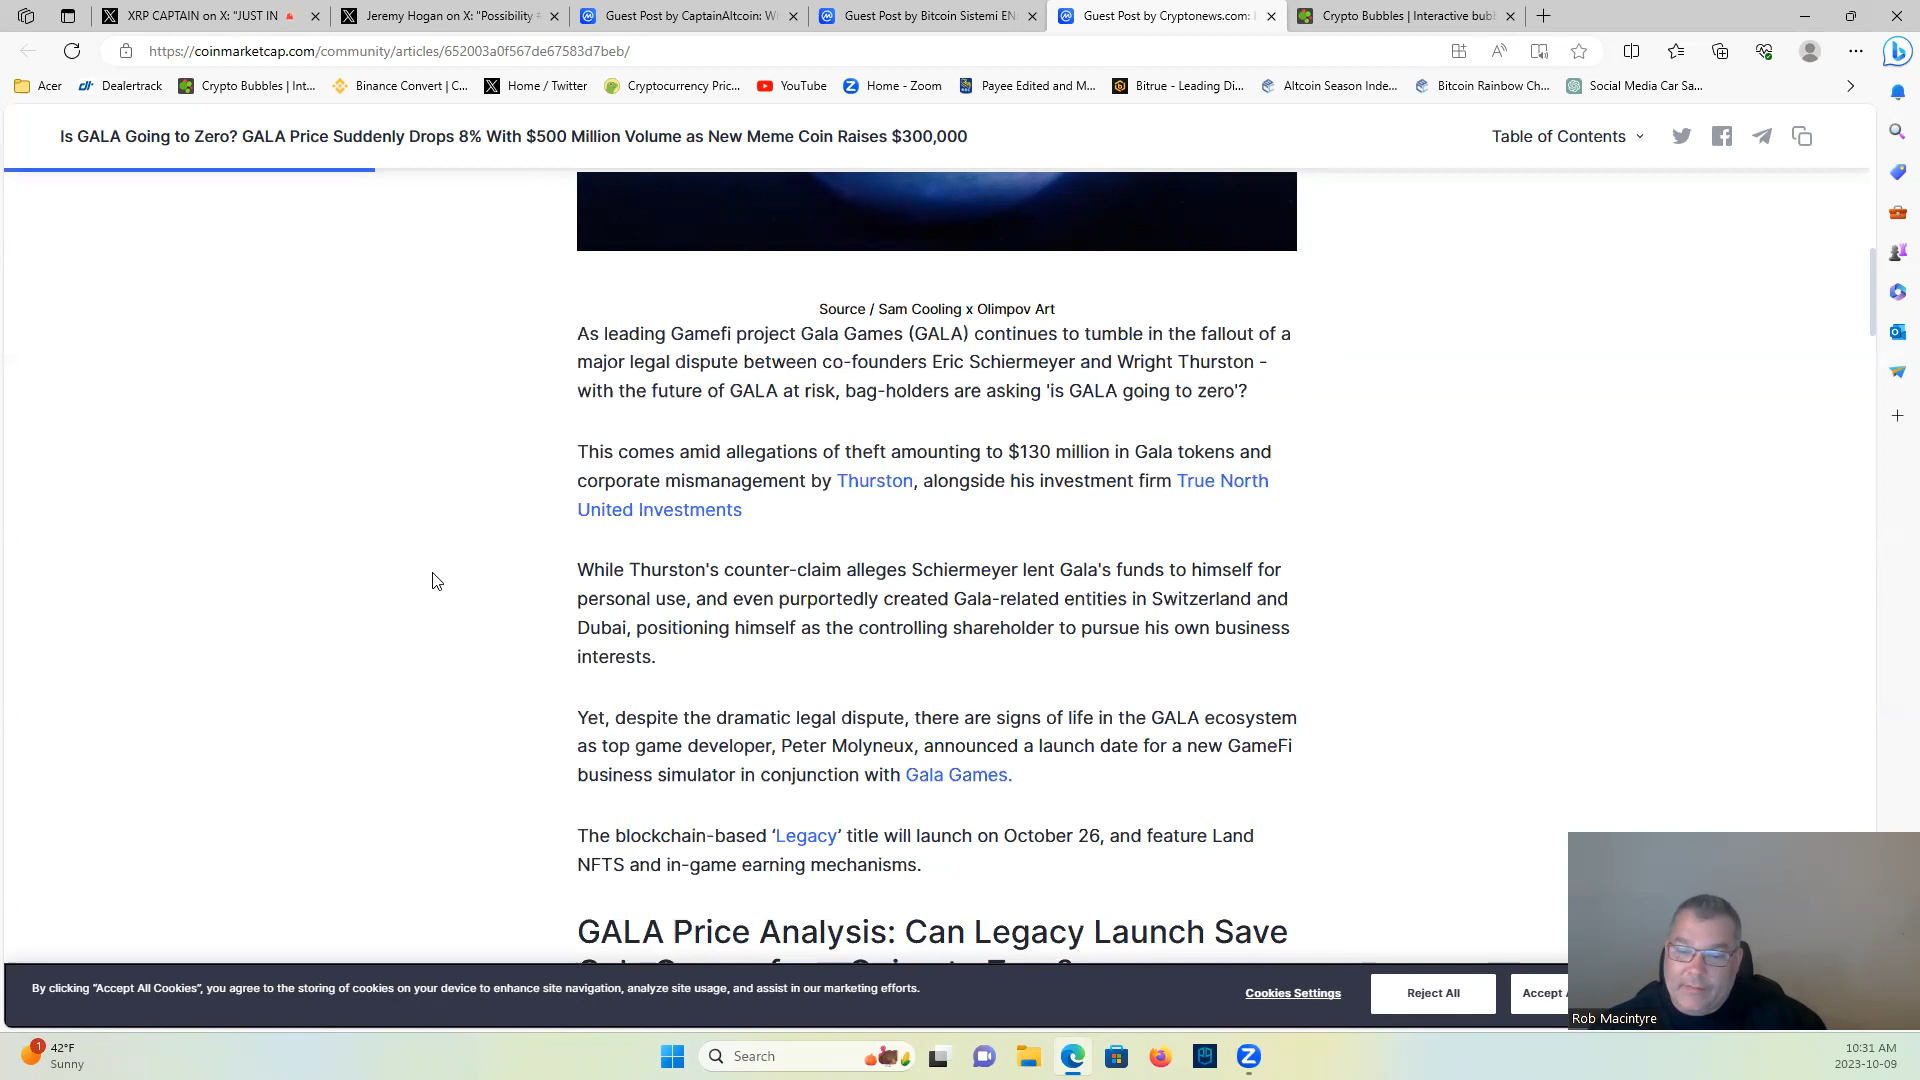 XRP CAPTAIN on X: "JUST IN
Jeremy Hogan on X: "Possibility
Guest Post by CaptainAltcoin: W
Guest Post by Bitcoin Sistemi EN
Guest Post by Cryptonews.com:
Crypto Bubbles | Interactive bubb
https://coinmarketcap.com/community/articles/652003a0f567de67583d7beb/
Acer
Dealertrack
Crypto Bubbles | Int...
Binance Convert | C...
Home / Twitter
Cryptocurrency Pric...
YouTube
Home - Zoom
Payee Edited and M...
Bitrue - Leading Di...
Altcoin Season Inde...
Bitcoin Rainbow Ch...
Social Media Car Sa...
Is GALA Going to Zero? GALA Price Suddenly Drops 8% With $500 Million Volume as New Meme Coin Raises $300,000
Table of Contents
Source / Sam Cooling x Olimpov Art
As leading Gamefi project Gala Games (GALA) continues to tumble in the fallout of a
major legal dispute between co-founders Eric Schiermeyer and Wright Thurston -
with the future of GALA at risk, bag-holders are asking 'is GALA going to zero'?
This comes amid allegations of theft amounting to $130 million in Gala tokens and
corporate mismanagement by Thurston, alongside his investment firm True North
United Investments
While Thurston's counter-claim alleges Schiermeyer lent Gala's funds to himself for
personal use, and even purportedly created Gala-related entities in Switzerland and
Dubai, positioning himself as the controlling shareholder to pursue his own business
interests.
Yet, despite the dramatic legal dispute, there are signs of life in the GALA ecosystem
as top game developer, Peter Molyneux, announced a launch date for a new GameFi
business simulator in conjunction with Gala Games.
The blockchain-based ‘Legacy’ title will launch on October 26, and feature Land
NFTS and in-game earning mechanisms.
GALA Price Analysis: Can Legacy Launch Save
By clicking “Accept All Cookies”, you agree to the storing of cookies on your device to enhance site navigation, analyze site usage, and assist in our marketing efforts.
Cookies Settings
Reject All
Accept
Rob Macintyre
1
42°F
Sunny
Search
10:31 AM
2023-10-09